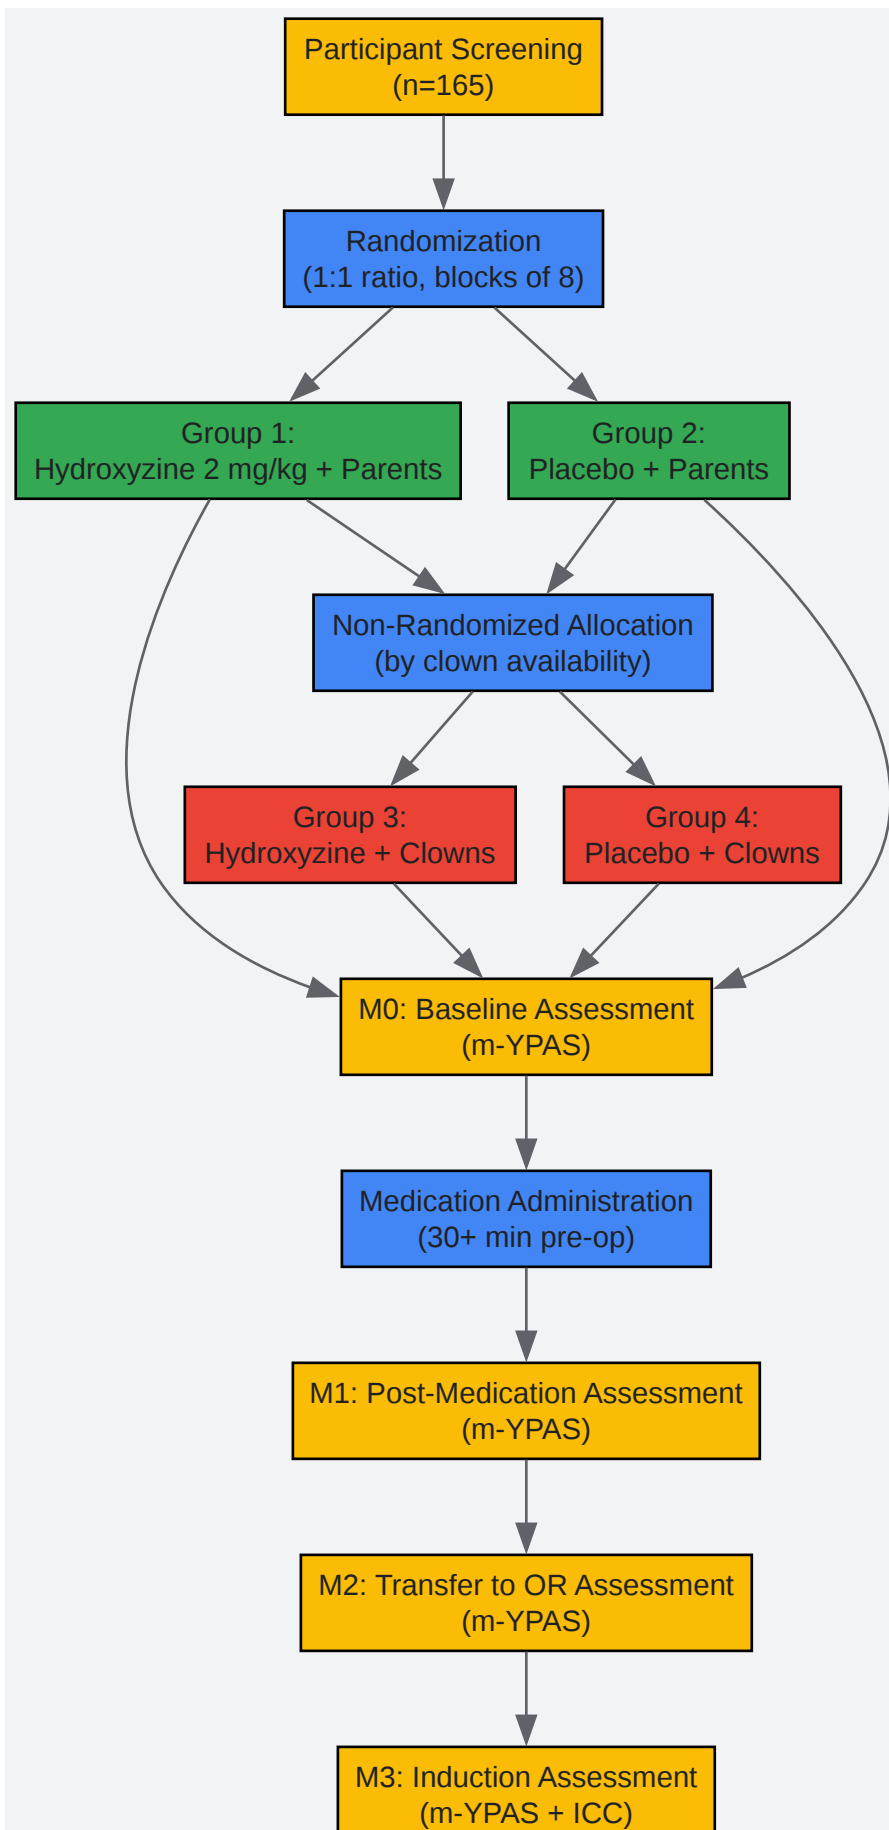 Participant Screening
(n=165)
Randomization
(1:1 ratio, blocks of 8)
Group 1:
Hydroxyzine 2 mg/kg + Parents
Group 2:
Placebo + Parents
Non-Randomized Allocation
(by clown availability)
Group 3:
Hydroxyzine + Clowns
Group 4:
Placebo + Clowns
M0: Baseline Assessment
(m-YPAS)
Medication Administration
(30+ min pre-op)
M1: Post-Medication Assessment
(m-YPAS)
M2: Transfer to OR Assessment
(m-YPAS)
M3: Induction Assessment
(m-YPAS + ICC)